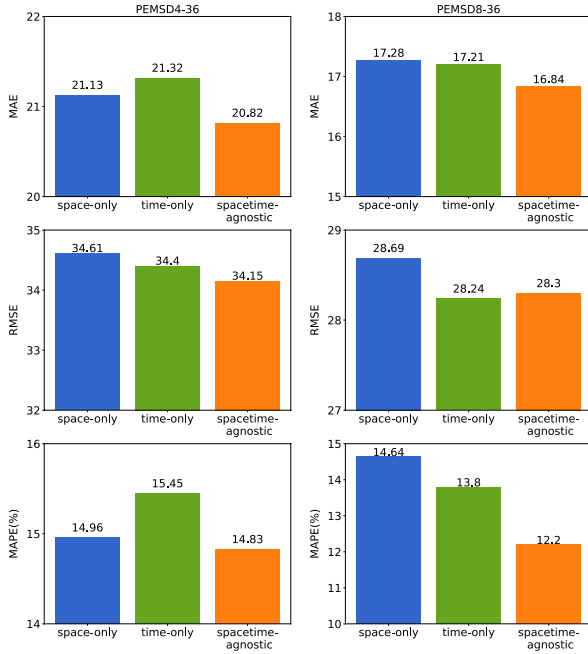 PEMSD4-36
22
21
20
MAE
21.13
21.32
20.82
space-only
time-only
spacetime-
agnostic
PEMSD8-36
18
17
16
15
MAE
17.28
17.21
16.84
space-only
time-only
spacetime-
agnostic
35
34
33
32
RMSE
34.61
34.4
34.15
space-only
time-only
spacetime-
agnostic
29
28
27
RMSE
28.69
28.24
28.3
space-only
time-only
spacetime-
agnostic
16
15
14
MAPE(%)
14.96
15.45
14.83
space-only
time-only
spacetime-
agnostic
15
14
13
12
11
10
MAPE(%)
14.64
13.8
12.2
space-only
time-only
spacetime-
agnostic